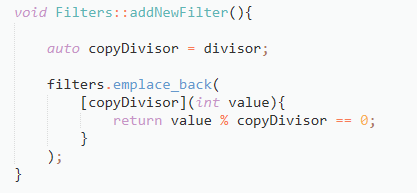 void Filters::addNewFilter(){
auto copyDivisor = divisor;
filters.emplace_back(
[copyDivisor](int value){
return value % copyDivisor == 0;
}
);
}